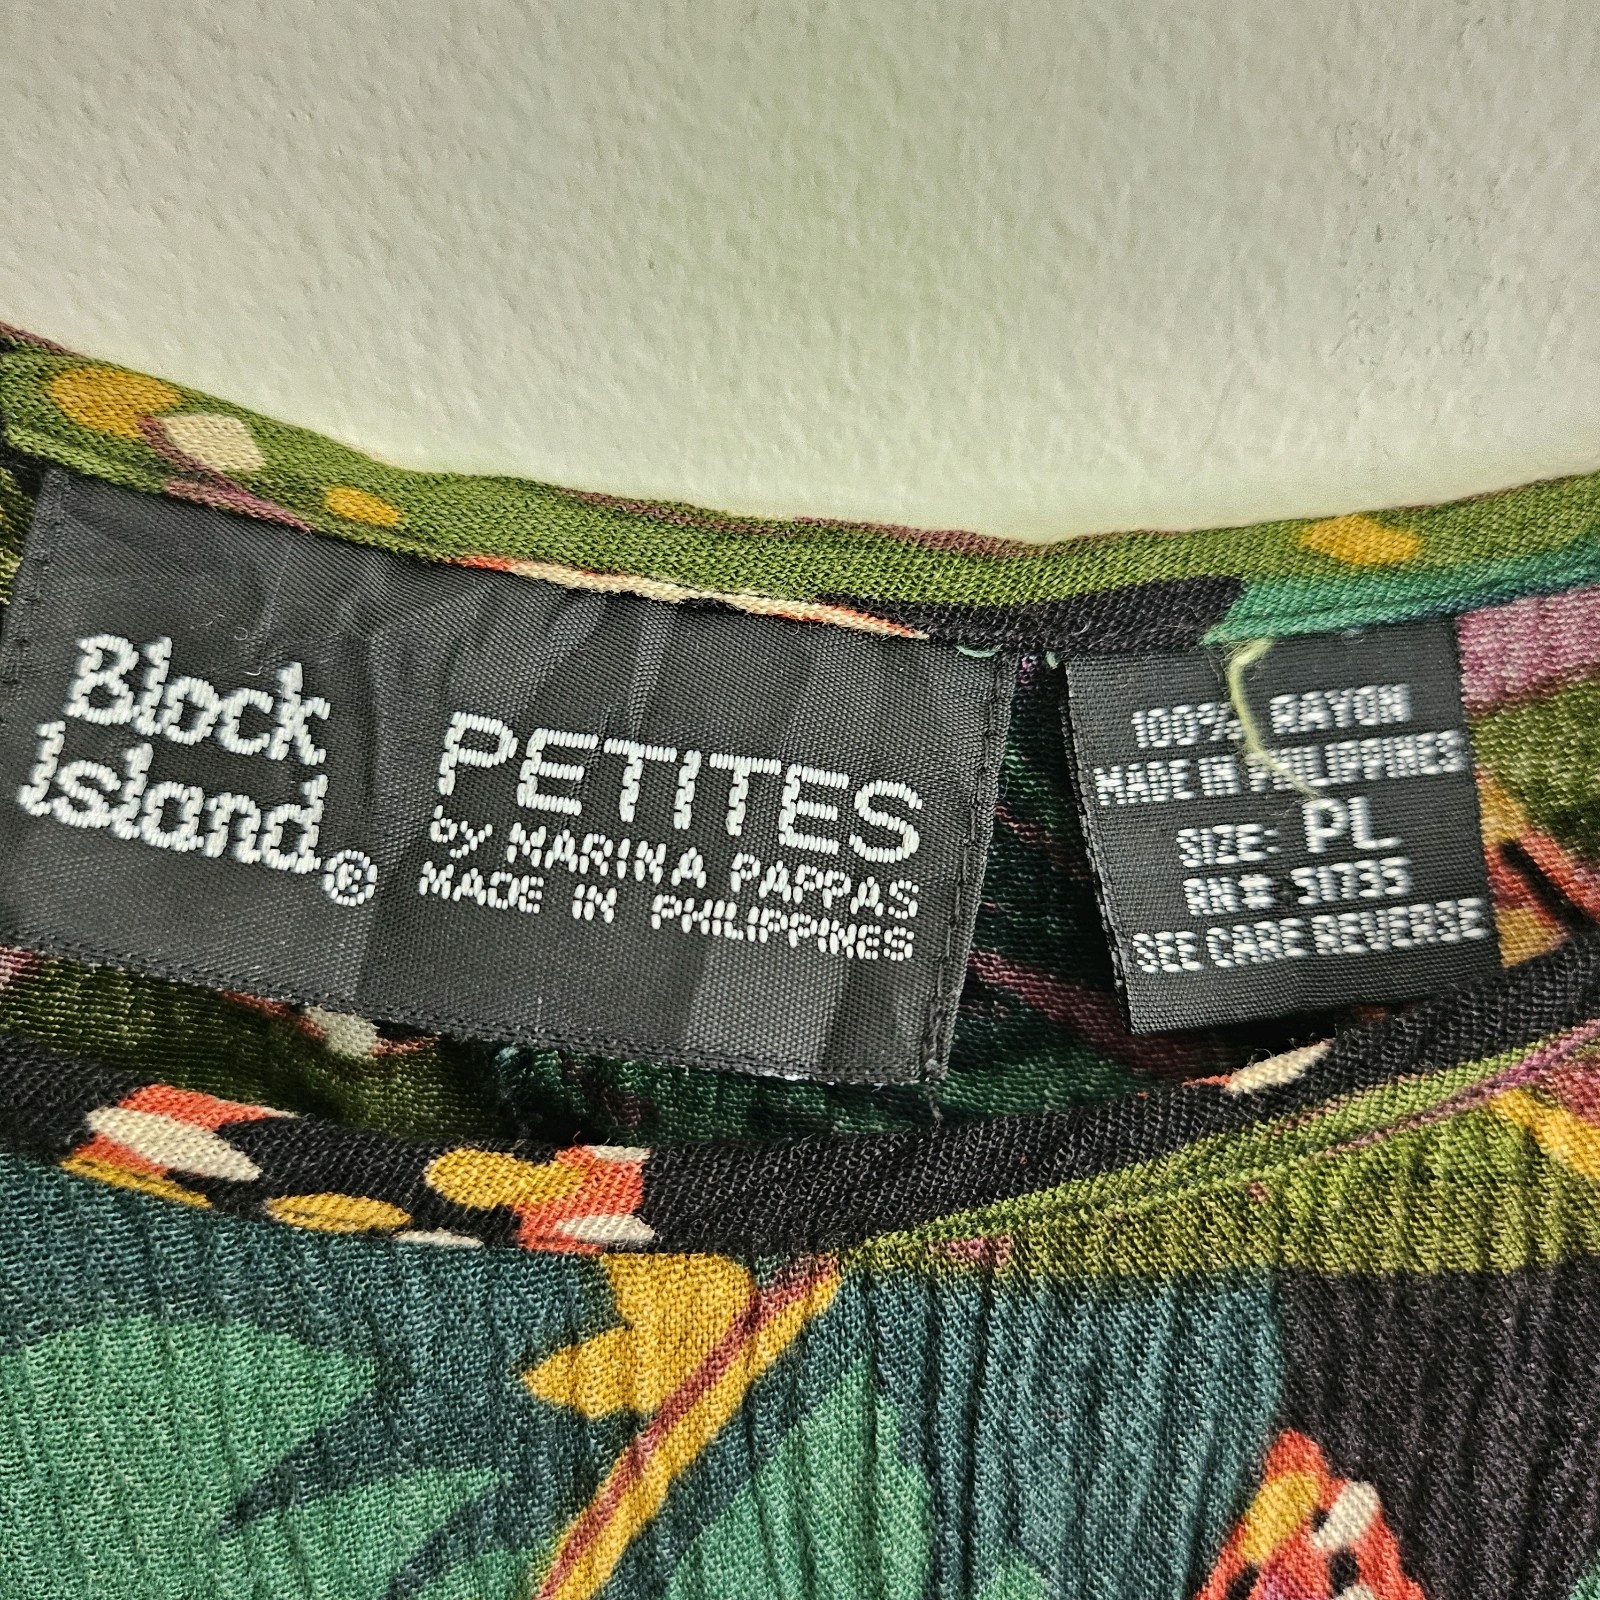 Block
Island®
PETITES
by MARINA PAPPAS
MADE IN PHILIPPINES
100% RAYON
MADE IN PHILIPPINES
SIZE: PL
RN#: 31735
SEE CARE REVERSE